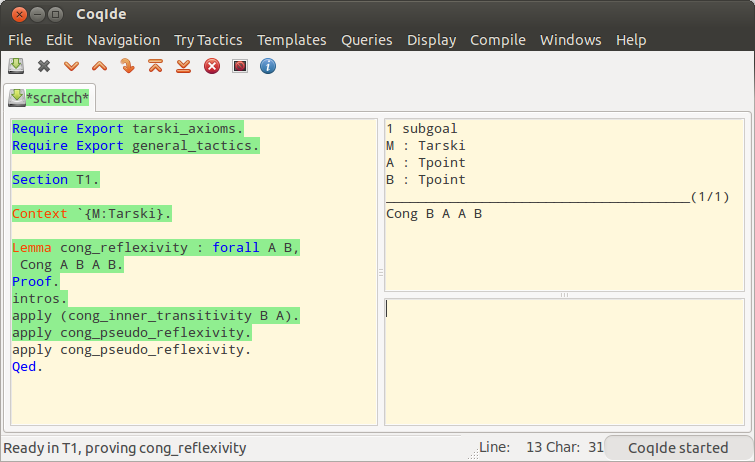 CoqIde
File Edit Navigation Try Tactics Templates Queries Display Compile Windows Help
*scratch*
Require Export tarski_axioms.
Require Export general_tactics.
Section T1.
Context `{M:Tarski}.
Lemma cong_reflexivity : forall A B,
Cong A B A B.
Proof.
intros.
apply (cong_inner_transitivity B A).
apply cong_pseudo_reflexivity.
apply cong_pseudo_reflexivity.
Qed.
1 subgoal
M : Tarski
A : Tpoint
B : Tpoint
______________________________________(1/1)
Cong B A A B
Ready in T1, proving cong_reflexivity
Line: 13 Char: 31
CoqIde started